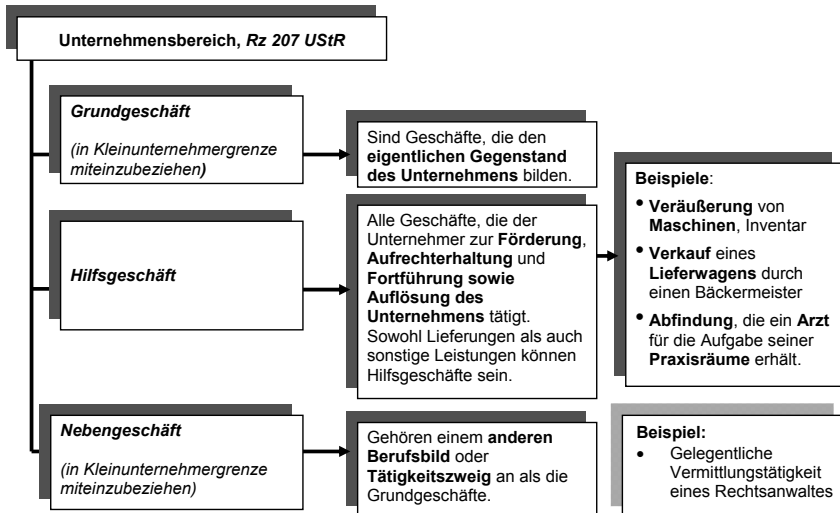 Unternehmensbereich, Rz 207 UStR
Grundgeschäft
(in Kleinunternehmergrenze
miteinzubeziehen)
Sind Geschäfte, die den
eigentlichen Gegenstand
des Unternehmens bilden.
Hilfsgeschäft
Alle Geschäfte, die der
Unternehmer zur Förderung,
Aufrechterhaltung und
Fortführung sowie
Auflösung des
Unternehmens tätigt.
Sowohl Lieferungen als auch
sonstige Leistungen können
Hilfsgeschäfte sein.
Beispiele:
• Veräußerung von
Maschinen, Inventar
• Verkauf eines
Lieferwagens durch
einen Bäckermeister
• Abfindung, die ein Arzt
für die Aufgabe seiner
Praxisräume erhält.
Nebengeschäft
(in Kleinunternehmergrenze
miteinzubeziehen)
Gehören einem anderen
Berufsbild oder
Tätigkeitszweig an als die
Grundgeschäfte.
Beispiel:
• Gelegentliche
Vermittlungstätigkeit
eines Rechtsanwaltes